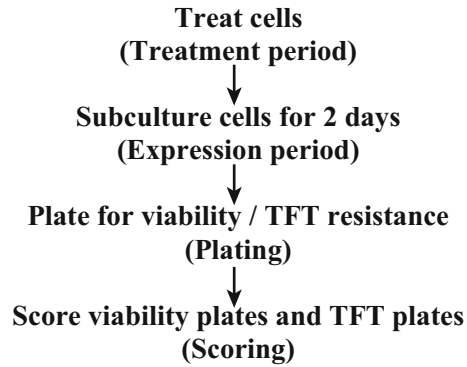 Treat cells
(Treatment period)
Subculture cells for 2 days
(Expression period)
Plate for viability / TFT resistance
(Plating)
Score viability plates and TFT plates
(Scoring)